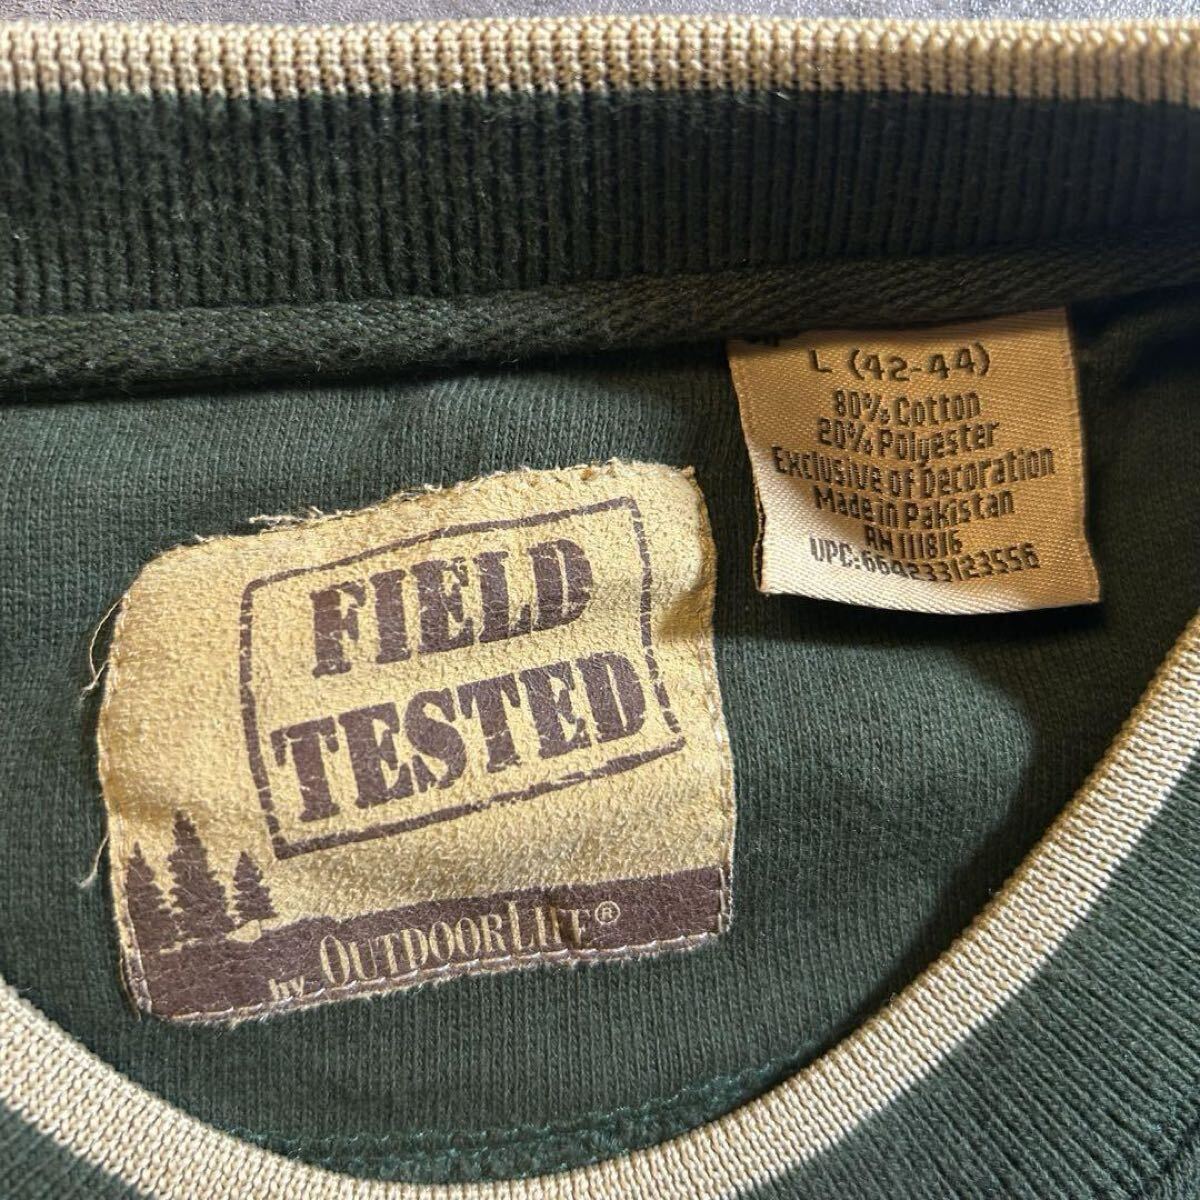 L (42-44)
80% Cotton
20% Polyester
Exclusive of Decoration
Made in Pakistan
RN 111816
UPC:664233123556
FIELD
TESTED
by OUTDOORLIFE®